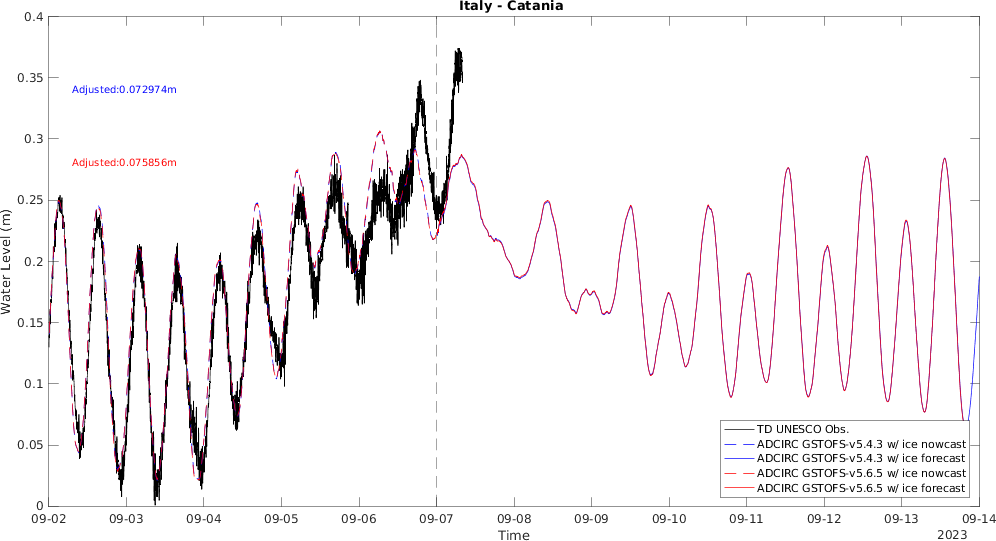 Italy - Catania
0.4
0.35
0.3
0.25
0.2
0.15
0.1
0.05
0
Water Level (m)
Adjusted:0.072974m
Adjusted:0.075856m
TD UNESCO Obs.
ADCIRC GSTOFS-v5.4.3 w/ ice nowcast
ADCIRC GSTOFS-v5.4.3 w/ ice forecast
ADCIRC GSTOFS-v5.6.5 w/ ice nowcast
ADCIRC GSTOFS-v5.6.5 w/ ice forecast
09-02 09-03 09-04 09-05 09-06 09-07 09-08 09-09 09-10 09-11 09-12 09-13 09-14
Time
2023